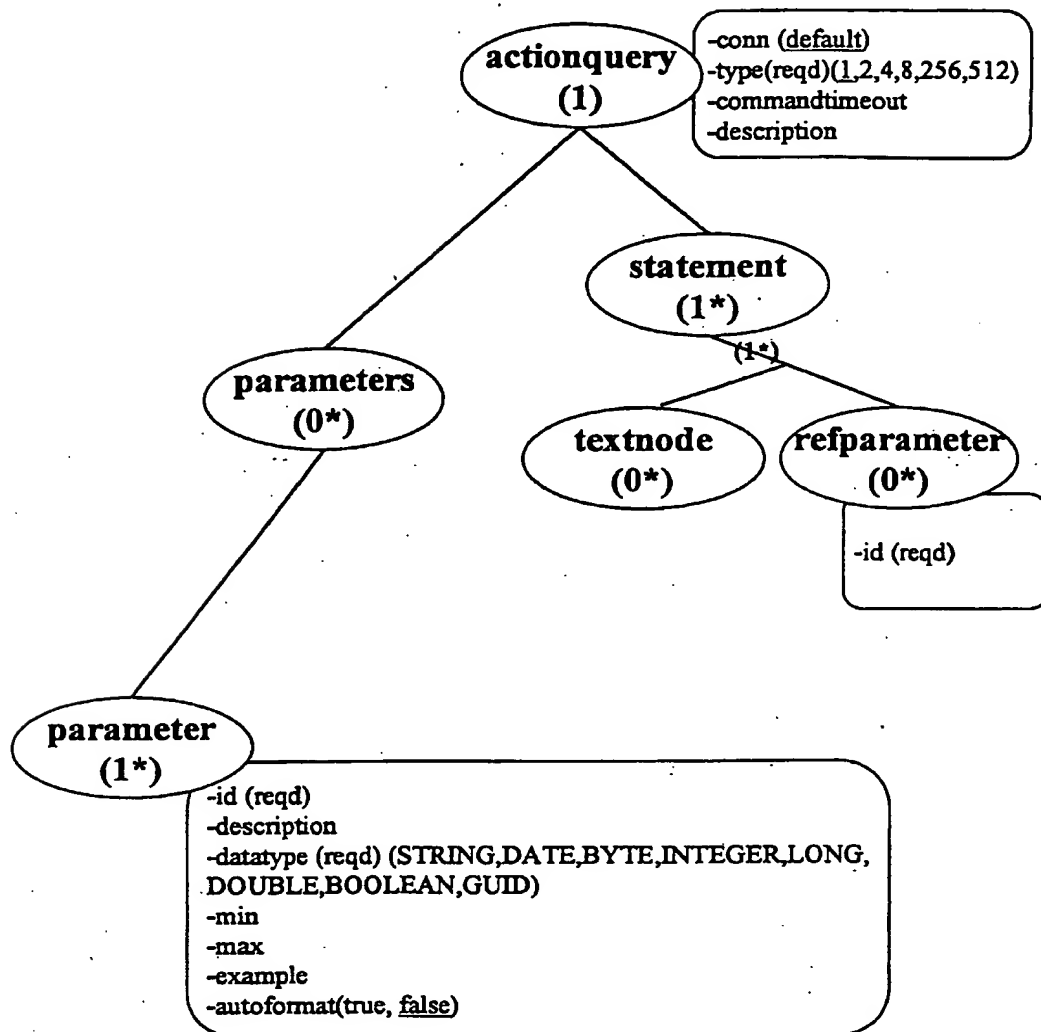 actionquery
(1)
-conn (default)
-type(reqd)(1,2,4,8,256,512)
-commandtimeout
-description
statement
(1*)
(1*)
parameters
(0*)
textnode
(0*)
refparameter
(0*)
-id (reqd)
parameter
(1*)
-id (reqd)
-description
-datatype (reqd) (STRING,DATE,BYTE,INTEGER,LONG,
DOUBLE,BOOLEAN,GUID)
-min
-max
-example
-autoformat(true, false)